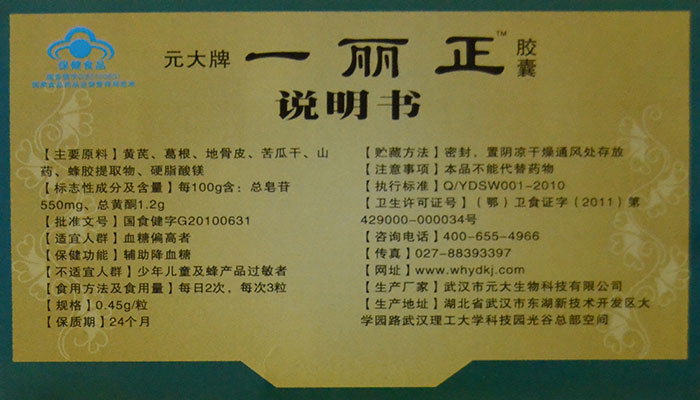 保健食品
国食健字G20100631
元大牌 一丽正™ 胶囊
说明书
【主要原料】黄芪、葛根、地骨皮、苦瓜干、山
药、蜂胶提取物、硬脂酸镁
【标志性成分及含量】每100g含：总皂苷
550mg、总黄酮1.2g
【批准文号】国食健字G20100631
【适宜人群】血糖偏高者
【保健功能】辅助降血糖
【不适宜人群】少年儿童及蜂产品过敏者
【食用方法及食用量】每日2次，每次3粒
【规格】0.45g/粒
【保质期】24个月
【贮藏方法】密封，置阴凉干燥通风处存放
【注意事项】本品不能代替药物
【执行标准】Q/YDSW001-2010
【卫生许可证号】（鄂）卫食证字（2011）第
429000-000034号
【咨询电话】400-655-4966
【传真】027-88393397
【网址】www.whydkj.com
【生产厂家】武汉市元大生物科技有限公司
【生产地址】湖北省武汉市东湖新技术开发区大
学园路武汉理工大学科技园光谷总部空间